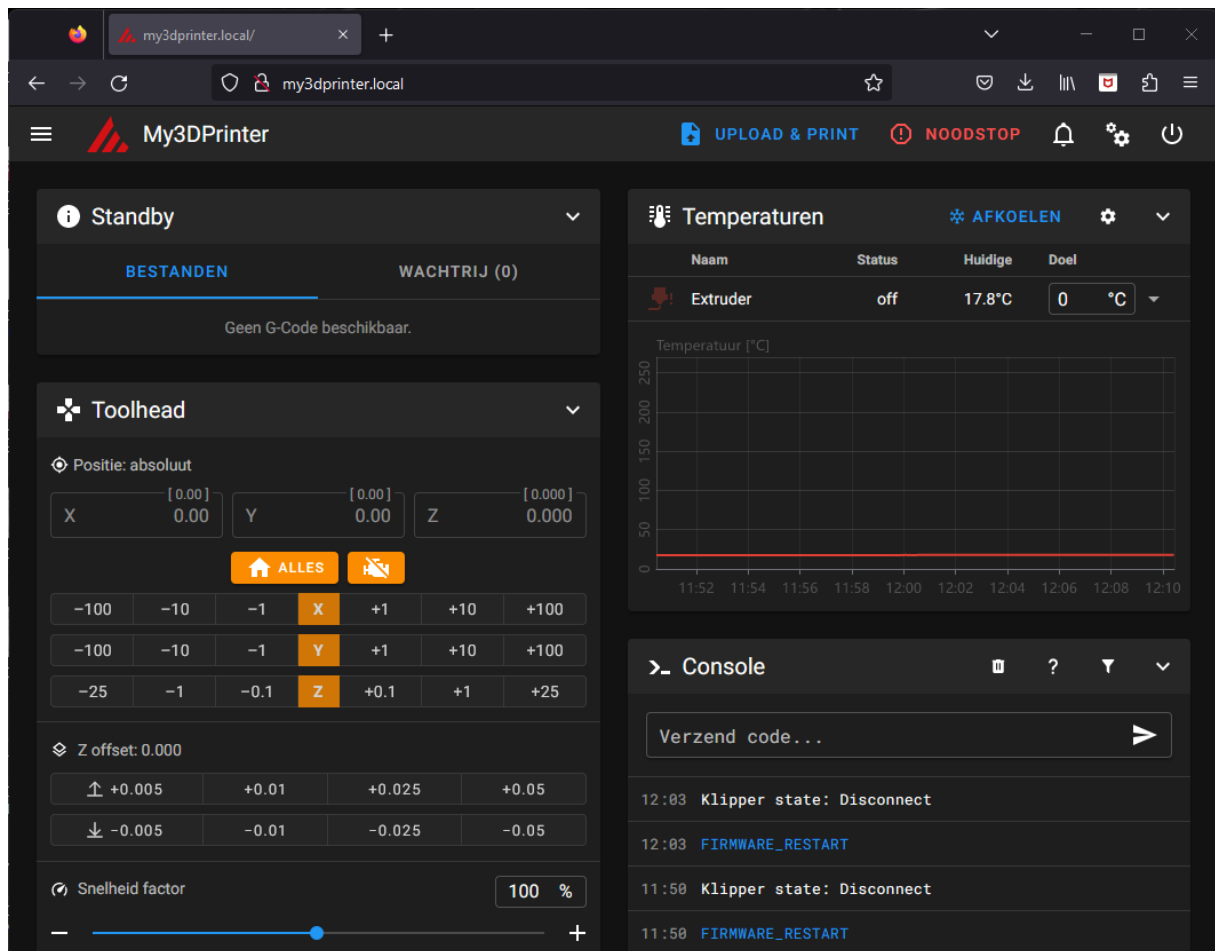 my3dprinter.local/
my3dprinter.local
My3DPrinter
UPLOAD & PRINT
NOODSTOP
Standby
BESTANDEN WACHTRIJ (0)
Geen G-Code beschikbaar.
Toolhead
Positie: absoluut
[ 0.00 ] [ 0.00 ] [ 0.000 ]
X 0.00 Y 0.00 Z 0.000
ALLES
−100 −10 −1 X +1 +10 +100
−100 −10 −1 Y +1 +10 +100
−25 −1 −0.1 Z +0.1 +1 +25
Z offset: 0.000
+0.005 +0.01 +0.025 +0.05
−0.005 −0.01 −0.025 −0.05
Snelheid factor 100 %
− +
Temperaturen AFKOELEN
Naam Status Huidige Doel
Extruder off 17.8°C 0 °C
Temperatuur [°C]
250
200
150
100
50
0
11:52 11:54 11:56 11:58 12:00 12:02 12:04 12:06 12:08 12:10
Console ?
Verzend code...
12:03 Klipper state: Disconnect
12:03 FIRMWARE_RESTART
11:50 Klipper state: Disconnect
11:50 FIRMWARE_RESTART